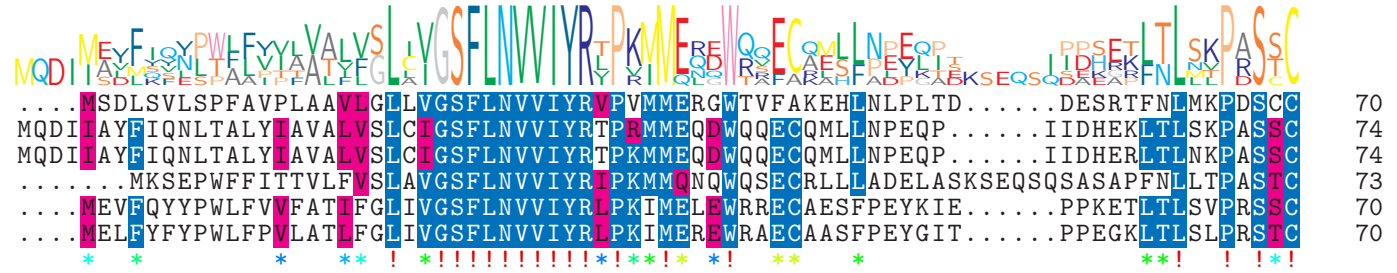 ....MSDLSVLSPFAVPLAAVLGLLVGSFLNVVIYRVPVMMERGWTVFAKEHLNLPLTD......DESRTFNLMKPDSCC 70
MQDIIAYFIQNLTALYIAVALVSLCIGSFLNVVIYRTPRMMEQDWQQECQMLLNPEQP......IIDHEKLTLSKPASSC 74
MQDIIAYFIQNLTALYIAVALVSLCIGSFLNVVIYRTPKMMEQDWQQECQMLLNPEQP......IIDHERLTLNKPASSC 74
.......MKSEPWFFITTVLFVSLAVGSFLNVVIYRIPKMMQNQWQSECRLLLADELASKSEQSQSASAPFNLLTPASTC 73
....MEVFQYYPWLFVVFATIFGLIVGSFLNVVIYRLPKIMELEWRRECAESFPEYKIE......PPKETLTLSVPRSSC 70
....MELFYFYPWLFPVLATLFGLIVGSFLNVVIYRLPKIMEREWRAECAASFPEYGIT......PPEGKLTLSLPRSTC 70
* * * * * ! * ! ! ! ! ! ! ! ! ! ! * * * * * ! * * * * * ! ! ! * !